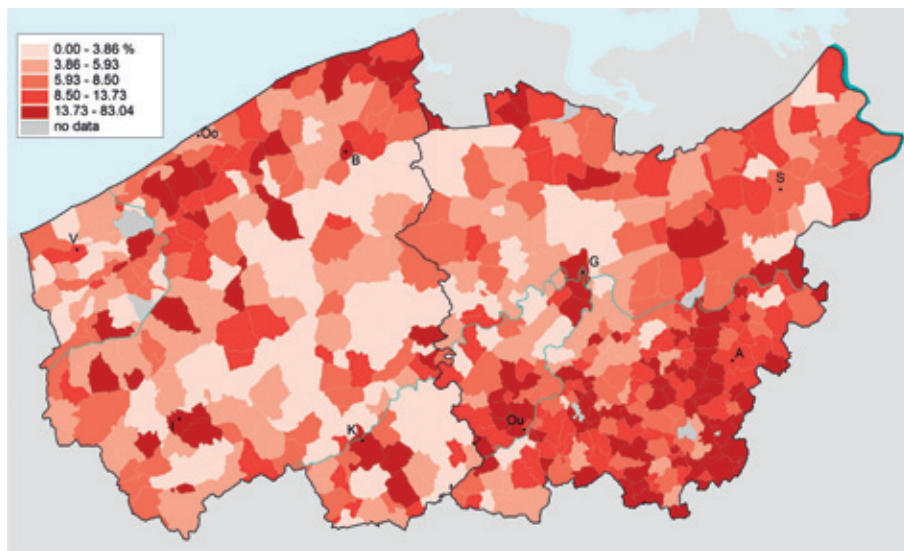 0.00 - 3.86 %
3.86 - 5.93
5.93 - 8.50
8.50 - 13.73
13.73 - 83.04
no data
Oo
B
S
V
G
A
Ou
I
K